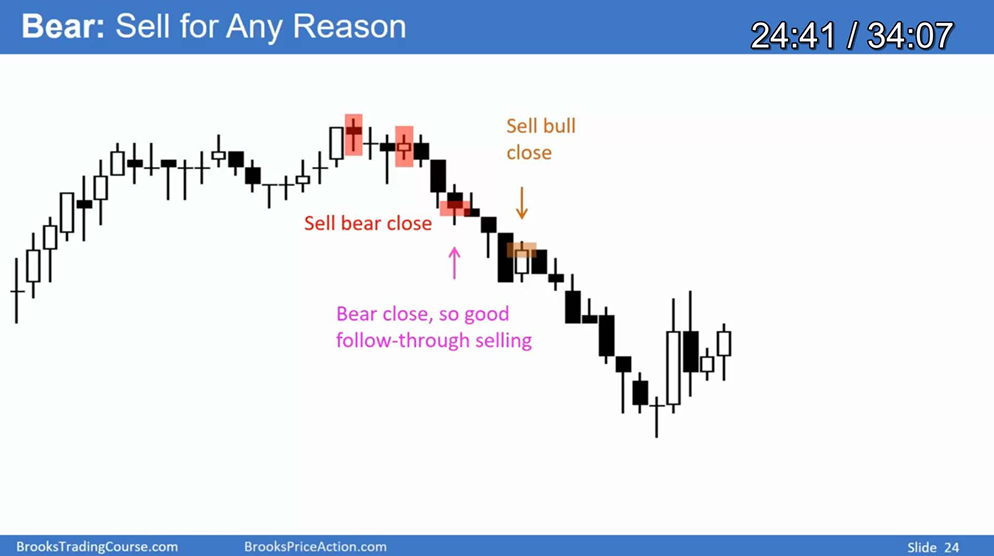 Bear: Sell for Any Reason
24:41 / 34:07
Sell bull
close
Sell bear close
Bear close, so good
follow-through selling
BrooksTradingCourse.com
BrooksPriceAction.com
Slide 24